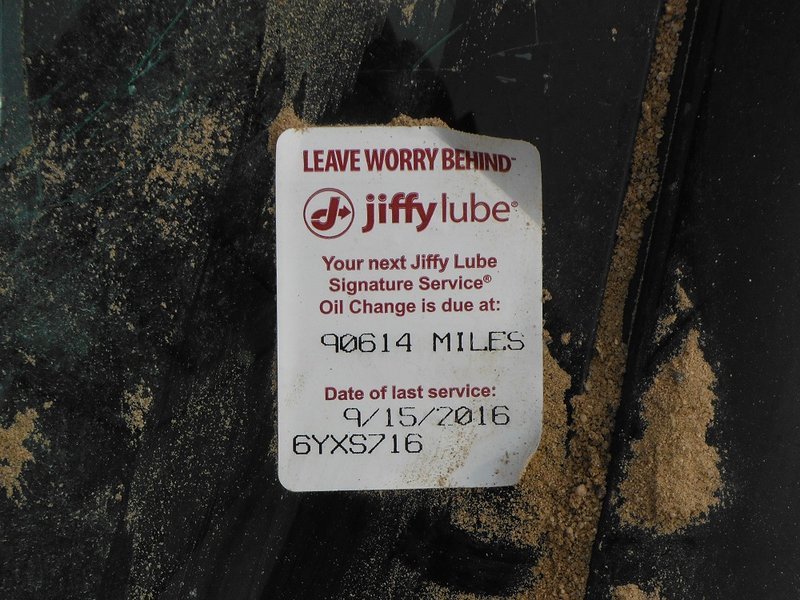 LEAVE WORRY BEHIND™
jiffy lube®
Your next Jiffy Lube
Signature Service®
Oil Change is due at:
90614 MILES
Date of last service:
9/15/2016
6YXS716